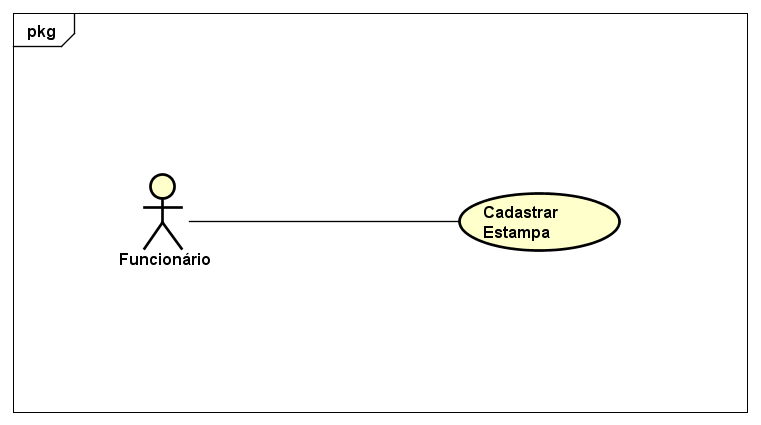 pkg
Cadastrar
Estampa
Funcionário